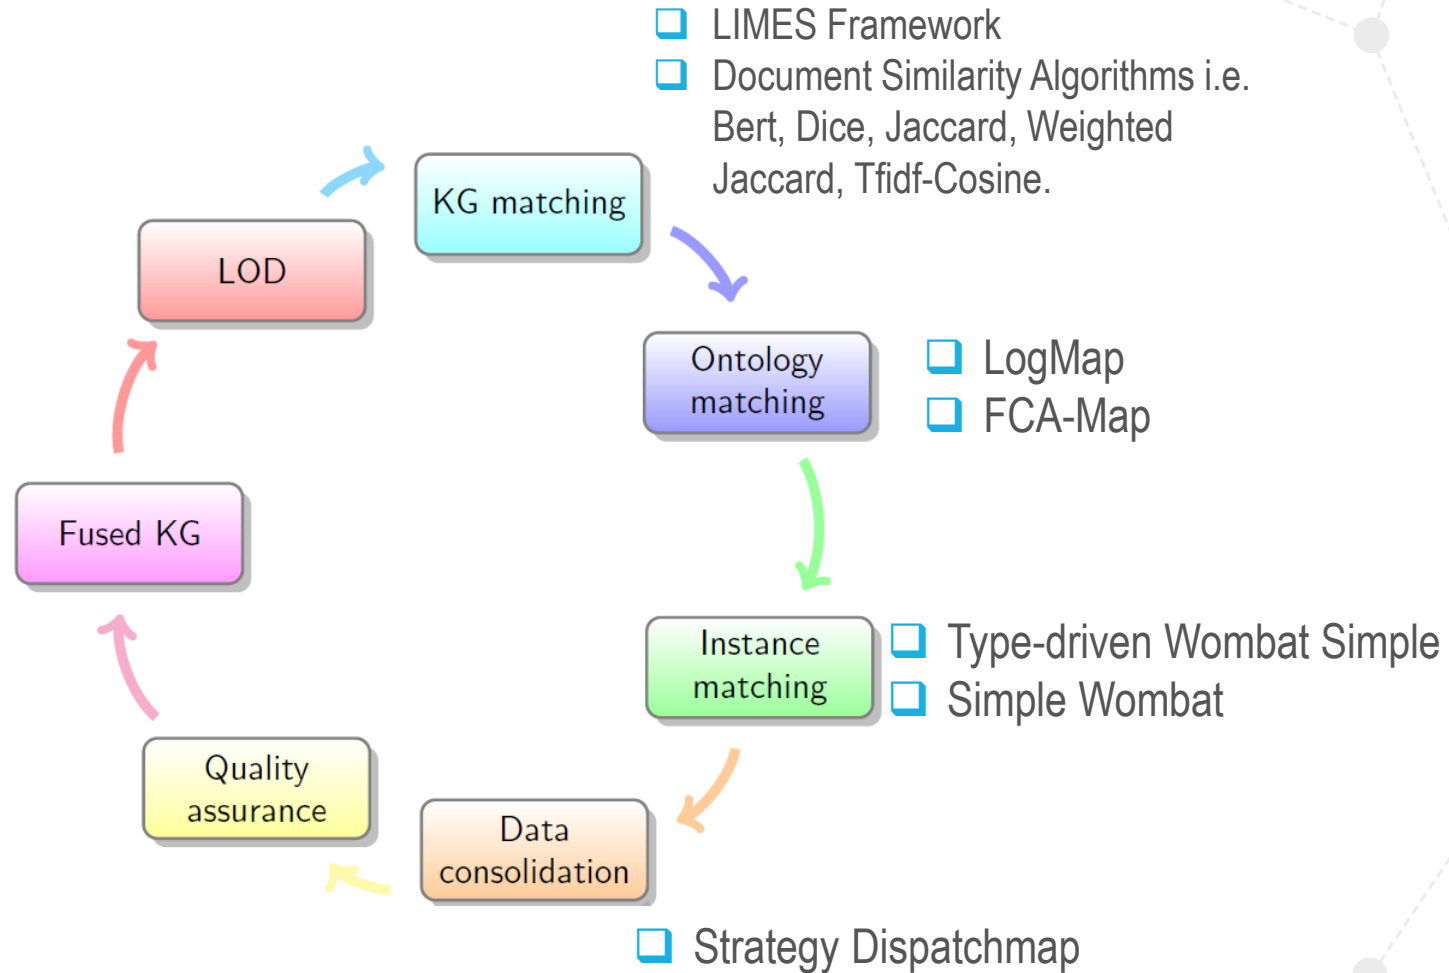 LIMES Framework
Document Similarity Algorithms i.e.
Bert, Dice, Jaccard, Weighted
Jaccard, Tfidf-Cosine.
KG matching
LOD
Ontology
matching
LogMap
FCA-Map
Fused KG
Instance
matching
Type-driven Wombat Simple
Simple Wombat
Quality
assurance
Data
consolidation
Strategy Dispatchmap